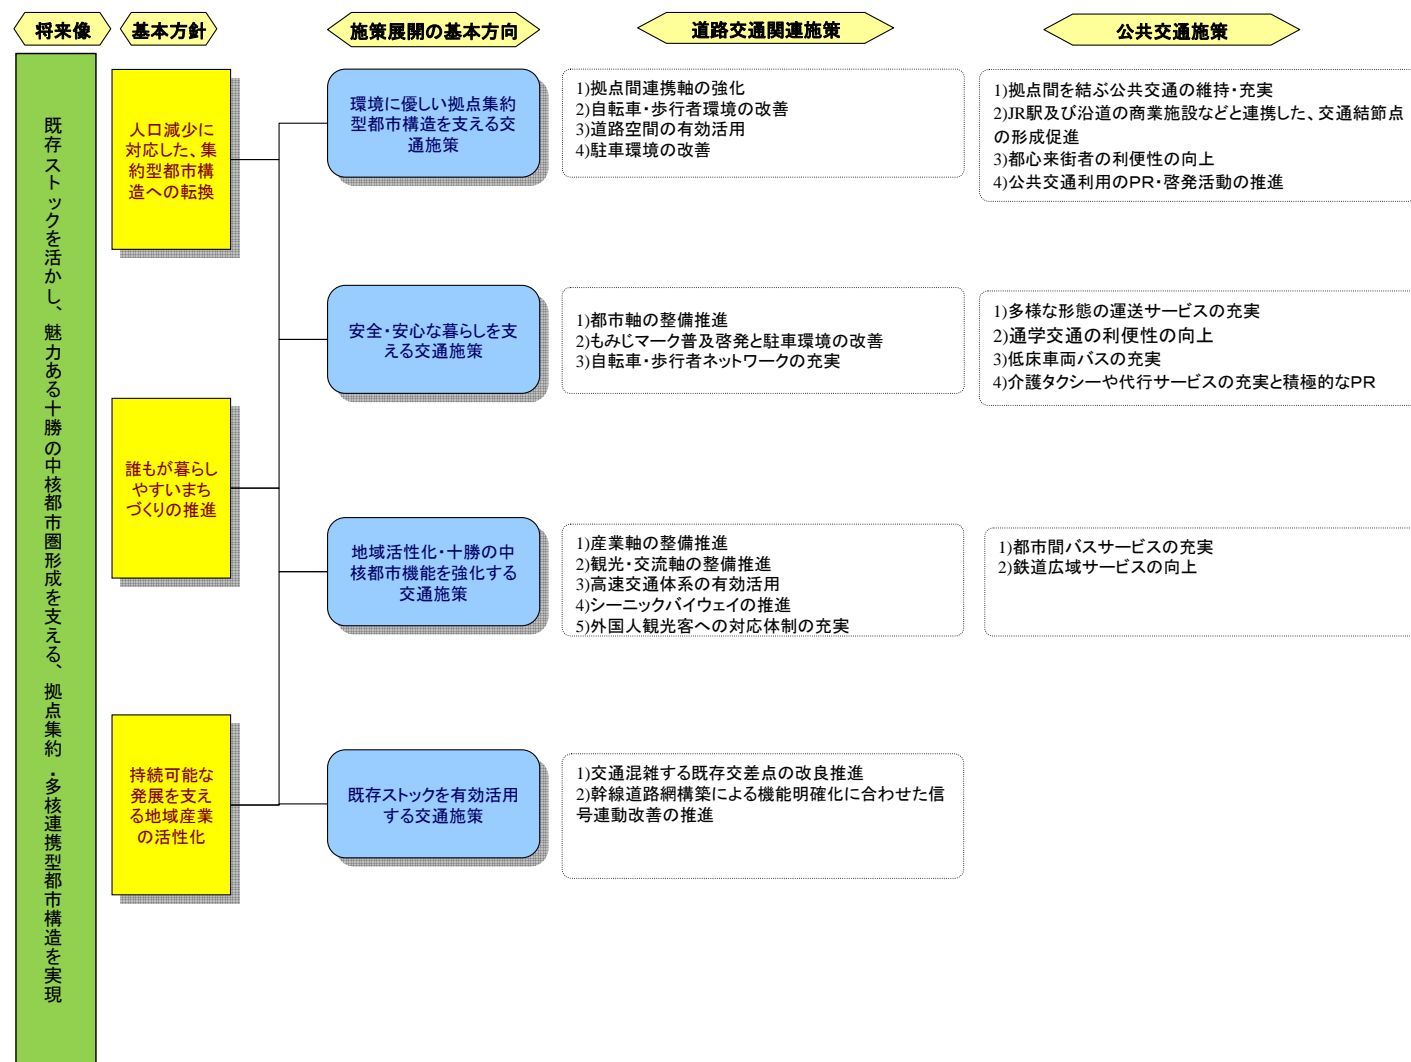 将来像
基本方針
施策展開の基本方向
道路交通関連施策
公共交通施策
既存ストックを活かし、魅力ある十勝の中核都市圏形成を支える、拠点集約・多核連携型都市構造を実現
人口減少に
対応した、集
約型都市構
造への転換
誰もが暮らし
やすいまち
づくりの推進
持続可能な
発展を支え
る地域産業
の活性化
環境に優しい拠点集約
型都市構造を支える交
通施策
1)拠点間連携軸の強化
2)自転車・歩行者環境の改善
3)道路空間の有効活用
4)駐車環境の改善
1)拠点間を結ぶ公共交通の維持・充実
2)JR駅及び沿道の商業施設などと連携した、交通結節点
の形成促進
3)都心来街者の利便性の向上
4)公共交通利用のPR・啓発活動の推進
安全・安心な暮らしを支
える交通施策
1)都市軸の整備推進
2)もみじマーク普及啓発と駐車環境の改善
3)自転車・歩行者ネットワークの充実
1)多様な形態の運送サービスの充実
2)通学交通の利便性の向上
3)低床車両バスの充実
4)介護タクシーや代行サービスの充実と積極的なPR
地域活性化・十勝の中
核都市機能を強化する
交通施策
1)産業軸の整備推進
2)観光・交流軸の整備推進
3)高速交通体系の有効活用
4)シーニックバイウェイの推進
5)外国人観光客への対応体制の充実
1)都市間バスサービスの充実
2)鉄道広域サービスの向上
既存ストックを有効活用
する交通施策
1)交通混雑する既存交差点の改良推進
2)幹線道路網構築による機能明確化に合わせた信
号連動改善の推進